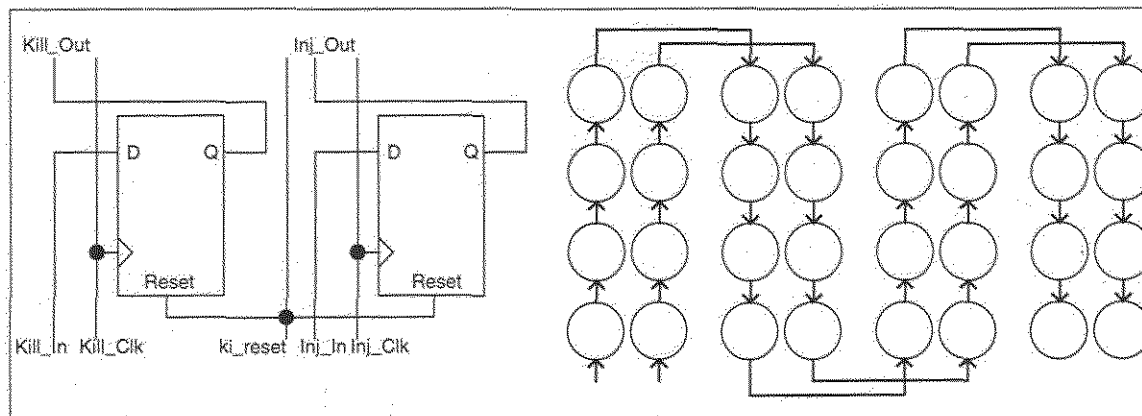 Kill_Out Inj_Out
D Q D Q
Reset Reset
Kill_In Kill_Clk ki_reset Inj_In Inj_Clk